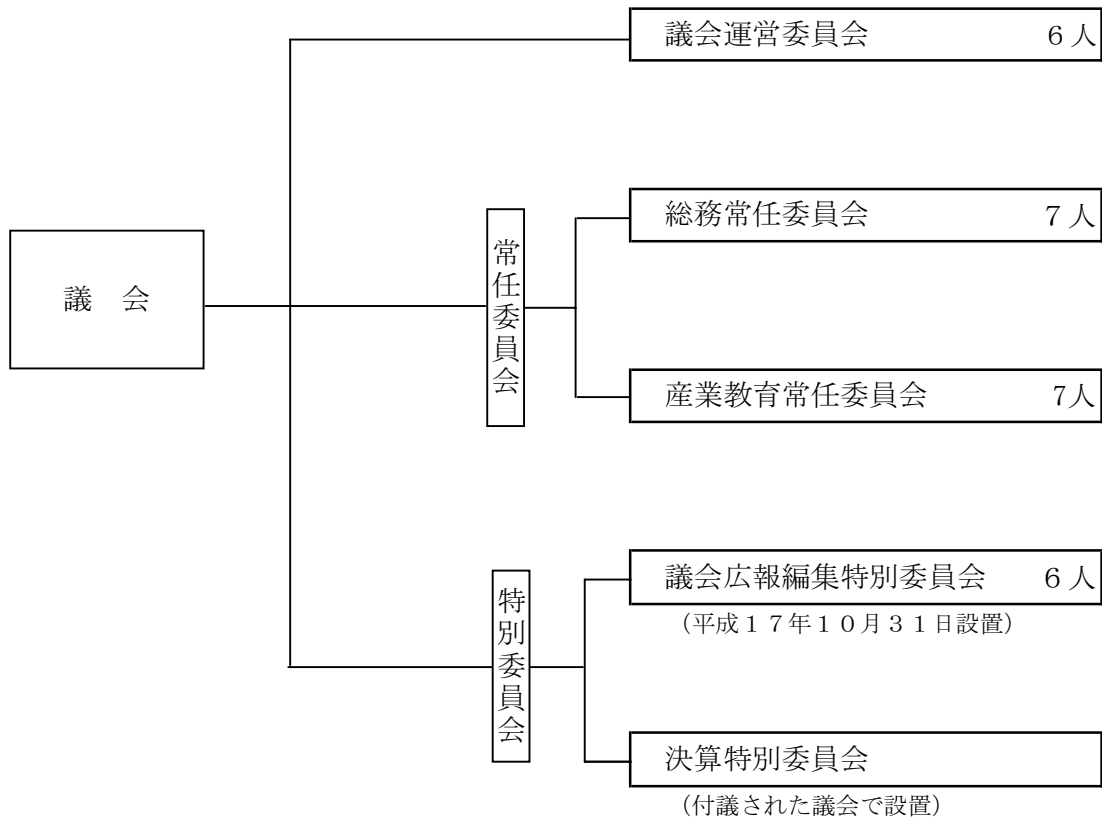 議会運営委員会 ６人
総務常任委員会 ７人
常任委員会
議 会
産業教育常任委員会 7人
議会広報編集特別委員会 ６人
（平成１７年１０月３１日設置）
特別委員会
決算特別委員会
（付議された議会で設置）